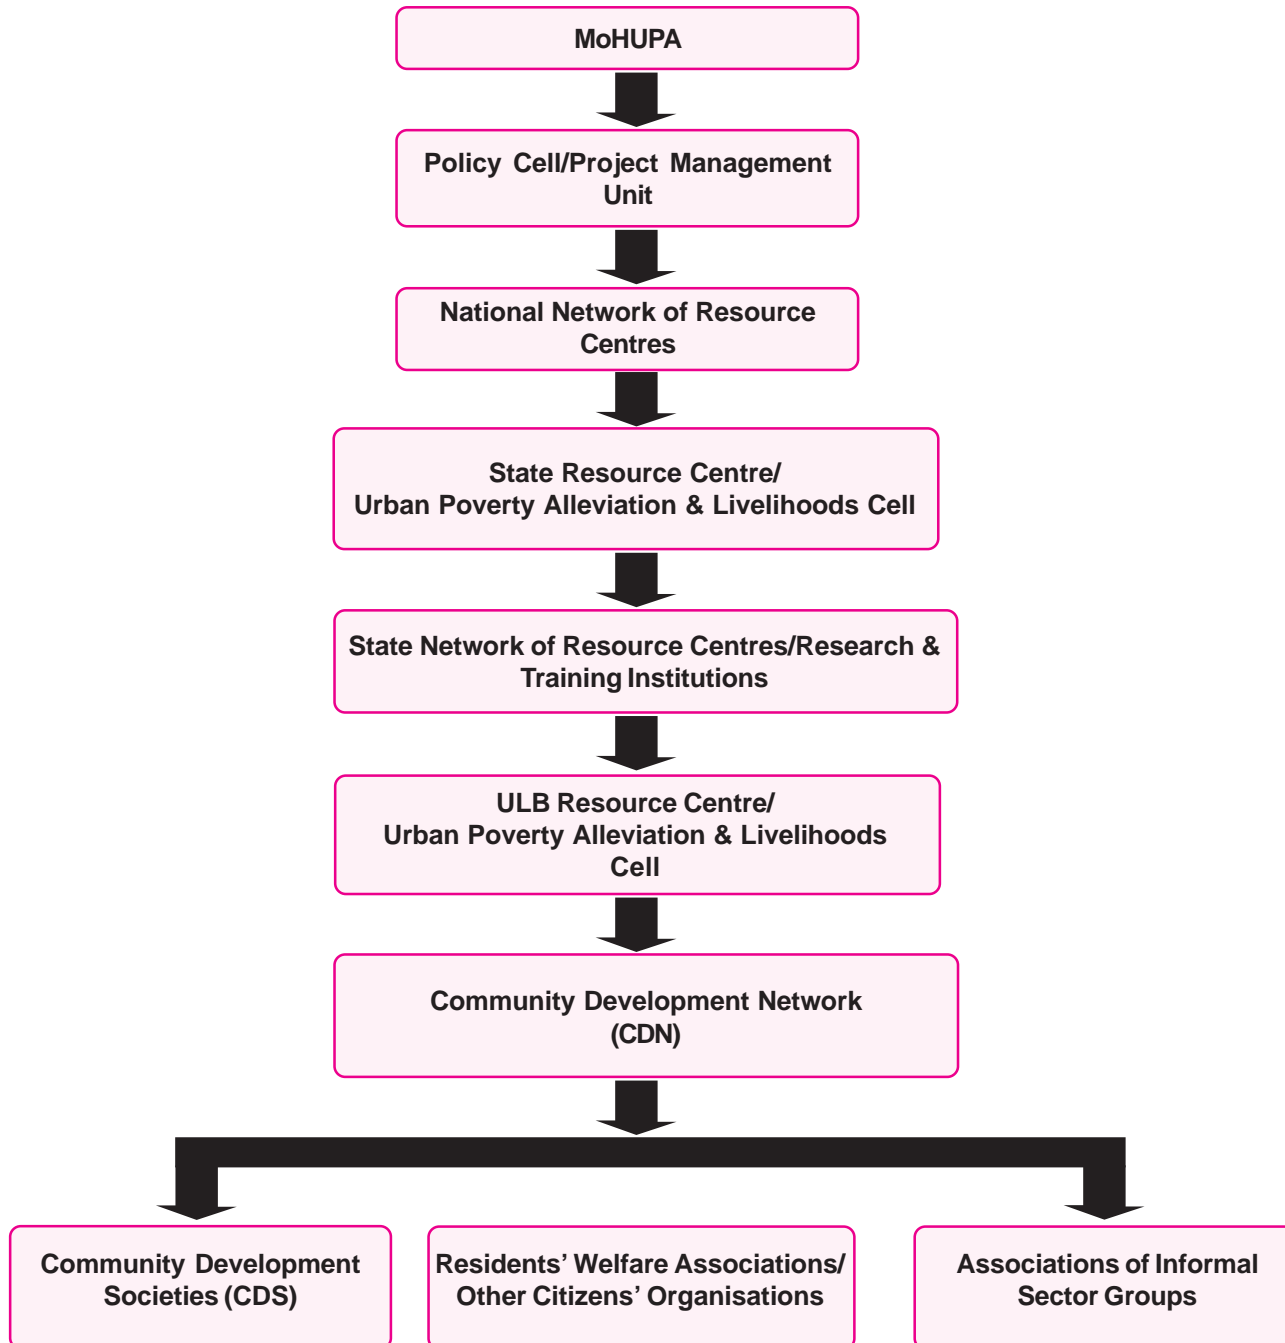 MoHUPA
Policy Cell/Project Management
Unit
National Network of Resource
Centres
State Resource Centre/
Urban Poverty Alleviation & Livelihoods Cell
State Network of Resource Centres/Research &
Training Institutions
ULB Resource Centre/
Urban Poverty Alleviation & Livelihoods
Cell
Community Development Network
(CDN)
Community Development
Societies (CDS)
Residents’ Welfare Associations/
Other Citizens’ Organisations
Associations of Informal
Sector Groups